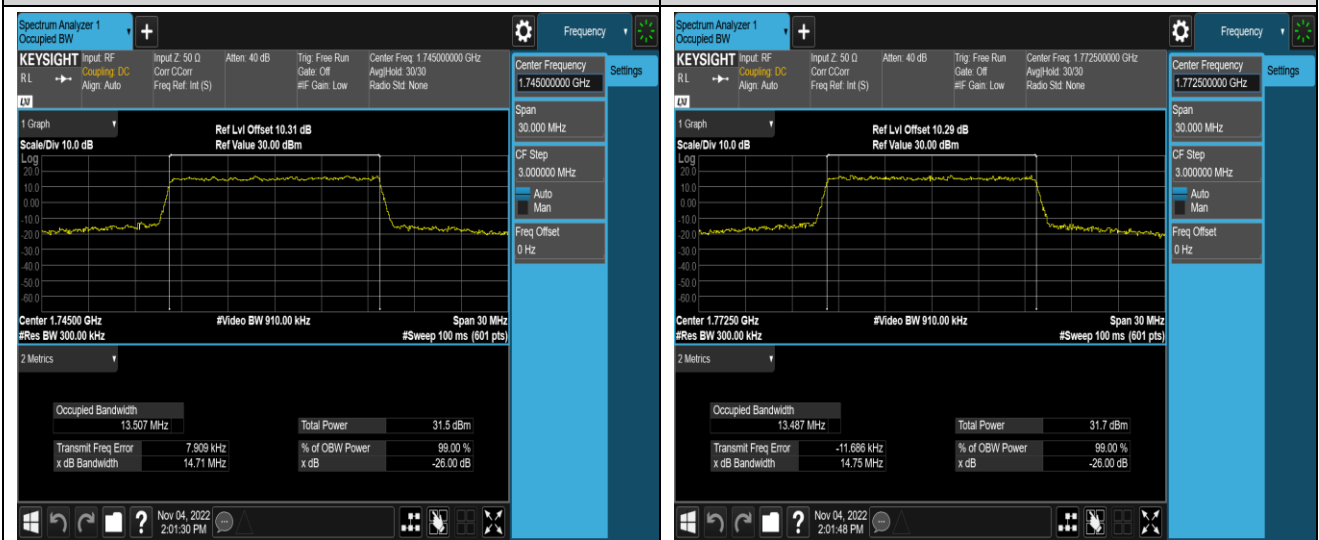 Spectrum Analyzer 1
Occupied BW
+
Frequency
KEYSIGHT
Input: RF
Input Z: 50 Ω
Atten: 40 dB
Trig: Free Run
Center Freq: 1.745000000 GHz
RL
Coupling: DC
Corr CCorr
Gate: Off
Avg|Hold: 30/30
Align: Auto
Freq Ref: Int (S)
#IF Gain: Low
Radio Std: None
LXI
Center Frequency
1.745000000 GHz
Settings
Span
30.000 MHz
CF Step
3.000000 MHz
Auto
Man
Freq Offset
0 Hz
1 Graph
Ref Lvl Offset 10.31 dB
Scale/Div 10.0 dB
Ref Value 30.00 dBm
Log
20.0
10.0
0.00
-10.0
-20.0
-30.0
-40.0
-50.0
-60.0
Center 1.74500 GHz
#Video BW 910.00 kHz
Span 30 MHz
#Res BW 300.00 kHz
#Sweep 100 ms (601 pts)
2 Metrics
Occupied Bandwidth
13.507 MHz
Total Power 31.5 dBm
Transmit Freq Error 7.909 kHz
% of OBW Power 99.00 %
x dB Bandwidth 14.71 MHz
x dB -26.00 dB
?
Nov 04, 2022
2:01:30 PM
Spectrum Analyzer 1
Occupied BW
+
Frequency
KEYSIGHT
Input: RF
Input Z: 50 Ω
Atten: 40 dB
Trig: Free Run
Center Freq: 1.772500000 GHz
RL
Coupling: DC
Corr CCorr
Gate: Off
Avg|Hold: 30/30
Align: Auto
Freq Ref: Int (S)
#IF Gain: Low
Radio Std: None
LXI
Center Frequency
1.772500000 GHz
Settings
Span
30.000 MHz
CF Step
3.000000 MHz
Auto
Man
Freq Offset
0 Hz
1 Graph
Ref Lvl Offset 10.29 dB
Scale/Div 10.0 dB
Ref Value 30.00 dBm
Log
20.0
10.0
0.00
-10.0
-20.0
-30.0
-40.0
-50.0
-60.0
Center 1.77250 GHz
#Video BW 910.00 kHz
Span 30 MHz
#Res BW 300.00 kHz
#Sweep 100 ms (601 pts)
2 Metrics
Occupied Bandwidth
13.487 MHz
Total Power 31.7 dBm
Transmit Freq Error -11.686 kHz
% of OBW Power 99.00 %
x dB Bandwidth 14.75 MHz
x dB -26.00 dB
?
Nov 04, 2022
2:01:48 PM